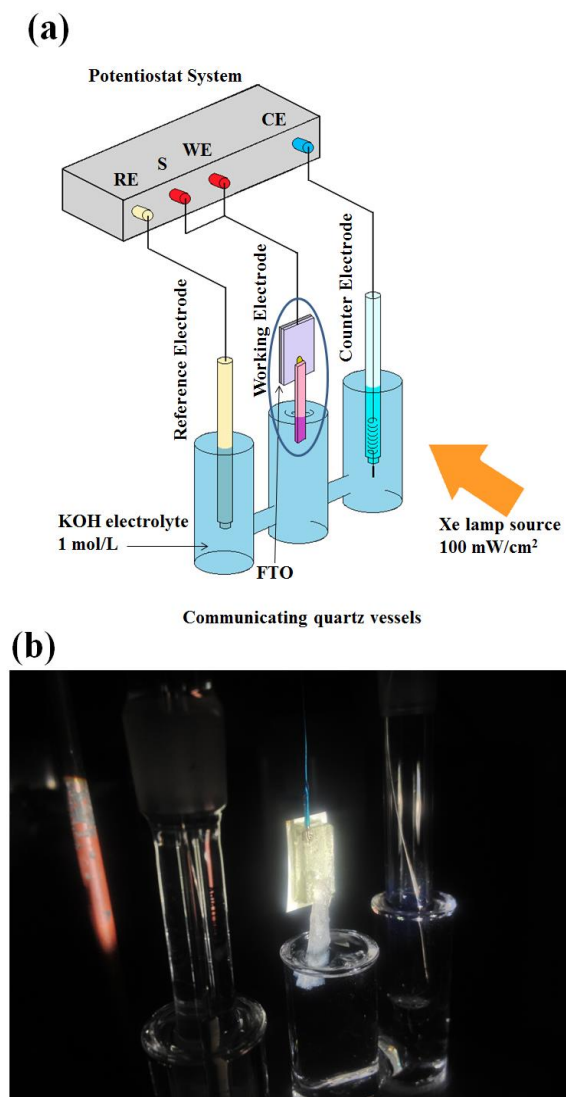 (a)
Potentiostat System
CE
WE
S
RE
Reference Electrode
Working Electrode
Counter Electrode
KOH electrolyte
1 mol/L
FTO
Xe lamp source
100 mW/cm²
Communicating quartz vessels
(b)